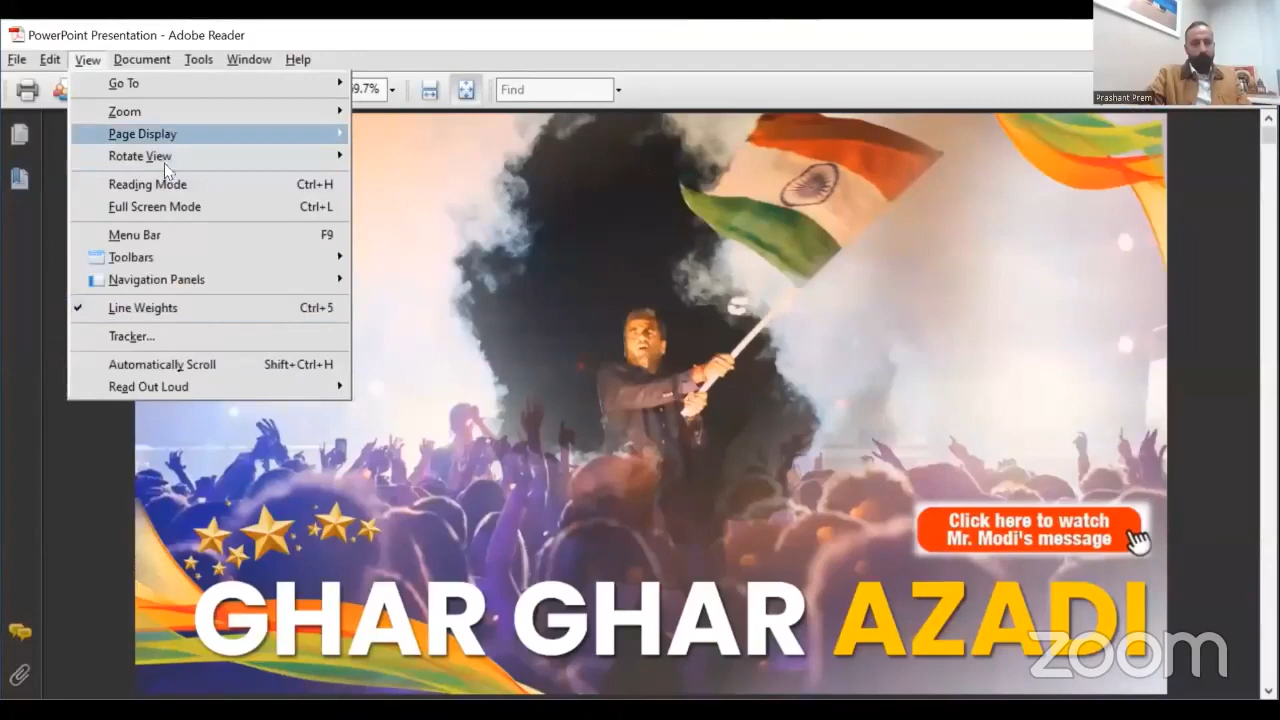 PowerPoint Presentation - Adobe Reader
File Edit View Document Tools Window Help
Go To
Zoom
Page Display
Rotate View
Reading Mode Ctrl+H
Full Screen Mode Ctrl+L
Menu Bar F9
Toolbars
Navigation Panels
Line Weights Ctrl+5
Tracker...
Automatically Scroll Shift+Ctrl+H
Read Out Loud
9.7%
Find
Prashant Prem
Click here to watch
Mr. Modi's message
GHAR GHAR AZADI
zoom